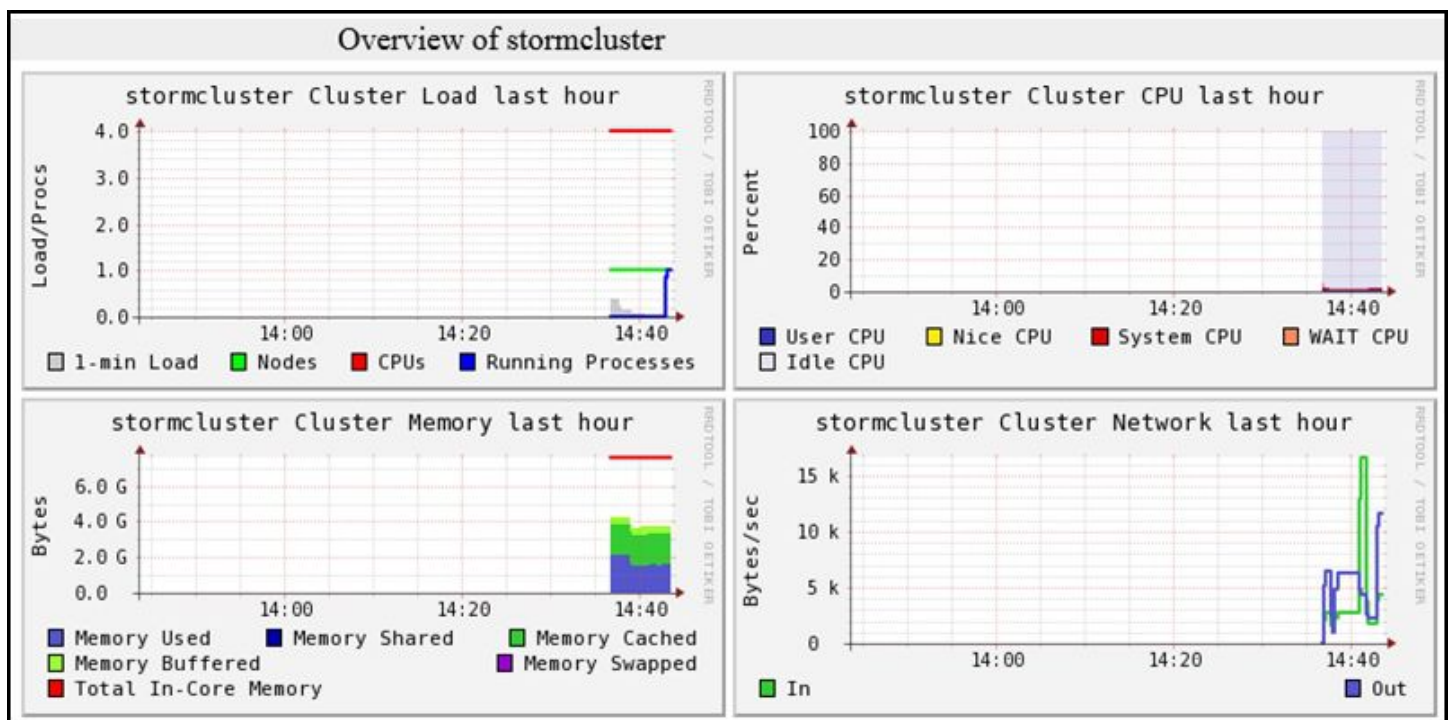 Overview of stormcluster
stormcluster Cluster Load last hour
RRDTOOL / TOBI OETIKER
Load/Procs
4.0
3.0
2.0
1.0
0.0
14:00 14:20 14:40
1-min Load Nodes CPUs Running Processes
stormcluster Cluster CPU last hour
RRDTOOL / TOBI OETIKER
Percent
100
80
60
40
20
0
14:00 14:20 14:40
User CPU Nice CPU System CPU WAIT CPU
Idle CPU
stormcluster Cluster Memory last hour
RRDTOOL / TOBI OETIKER
Bytes
6.0 G
4.0 G
2.0 G
0.0
14:00 14:20 14:40
Memory Used Memory Shared Memory Cached
Memory Buffered Memory Swapped
Total In-Core Memory
stormcluster Cluster Network last hour
RRDTOOL / TOBI OETIKER
Bytes/sec
15 k
10 k
5 k
0
14:00 14:20 14:40
In Out